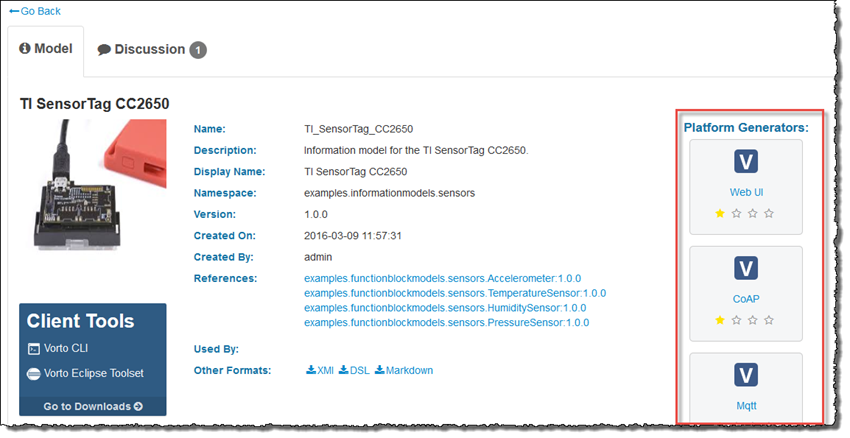 Go Back
Model
Discussion 1
TI SensorTag CC2650
Name: TI_SensorTag_CC2650
Description: Information model for the TI SensorTag CC2650.
Display Name: TI SensorTag CC2650
Namespace: examples.informationmodels.sensors
Version: 1.0.0
Created On: 2016-03-09 11:57:31
Created By: admin
References: examples.functionblockmodels.sensors.Accelerometer:1.0.0
examples.functionblockmodels.sensors.TemperatureSensor:1.0.0
examples.functionblockmodels.sensors.HumiditySensor:1.0.0
examples.functionblockmodels.sensors.PressureSensor:1.0.0
Used By:
Other Formats: XMI DSL Markdown
Client Tools
Vorto CLI
Vorto Eclipse Toolset
Go to Downloads
Platform Generators:
V
Web UI
V
CoAP
V
Mqtt